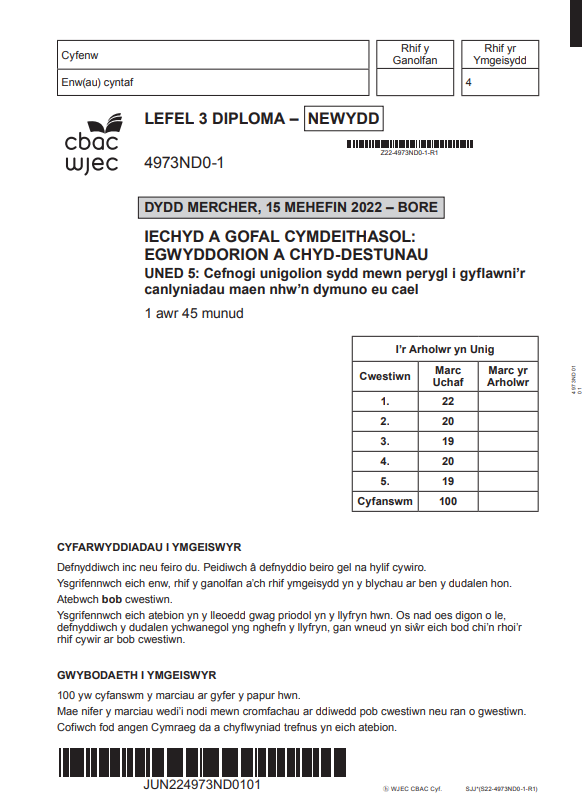 Cyfenw
Rhif y
Ganolfan
Rhif yr
Ymgeisydd
Enw(au) cyntaf
4
cbac
wjec
LEFEL 3 DIPLOMA – NEWYDD
4973ND0-1
Z22-4973ND0-1-R1
DYDD MERCHER, 15 MEHEFIN 2022 – BORE
IECHYD A GOFAL CYMDEITHASOL:
EGWYDDORION A CHYD-DESTUNAU
UNED 5: Cefnogi unigolion sydd mewn perygl i gyflawni’r
canlyniadau maen nhw’n dymuno eu cael
1 awr 45 munud
I’r Arholwr yn Unig
Cwestiwn Marc Uchaf Marc yr Arholwr
1. 22
2. 20
3. 19
4. 20
5. 19
Cyfanswm 100
4973ND01
01
CYFARWYDDIADAU I YMGEISWYR
Defnyddiwch inc neu feiro du. Peidiwch â defnyddio beiro gel na hylif cywiro.
Ysgrifennwch eich enw, rhif y ganolfan a’ch rhif ymgeisydd yn y blychau ar ben y dudalen hon.
Atebwch bob cwestiwn.
Ysgrifennwch eich atebion yn y lleoedd gwag priodol yn y llyfryn hwn. Os nad oes digon o le,
defnyddiwch y dudalen ychwanegol yng nghefn y llyfryn, gan wneud yn siŵr eich bod chi’n rhoi’r
rhif cywir ar bob cwestiwn.
GWYBODAETH I YMGEISWYR
100 yw cyfanswm y marciau ar gyfer y papur hwn.
Mae nifer y marciau wedi’i nodi mewn cromfachau ar ddiwedd pob cwestiwn neu ran o gwestiwn.
Cofiwch fod angen Cymraeg da a chyflwyniad trefnus yn eich atebion.
JUN224973ND0101
© WJEC CBAC Cyf.
SJJ*(S22-4973ND0-1-R1)